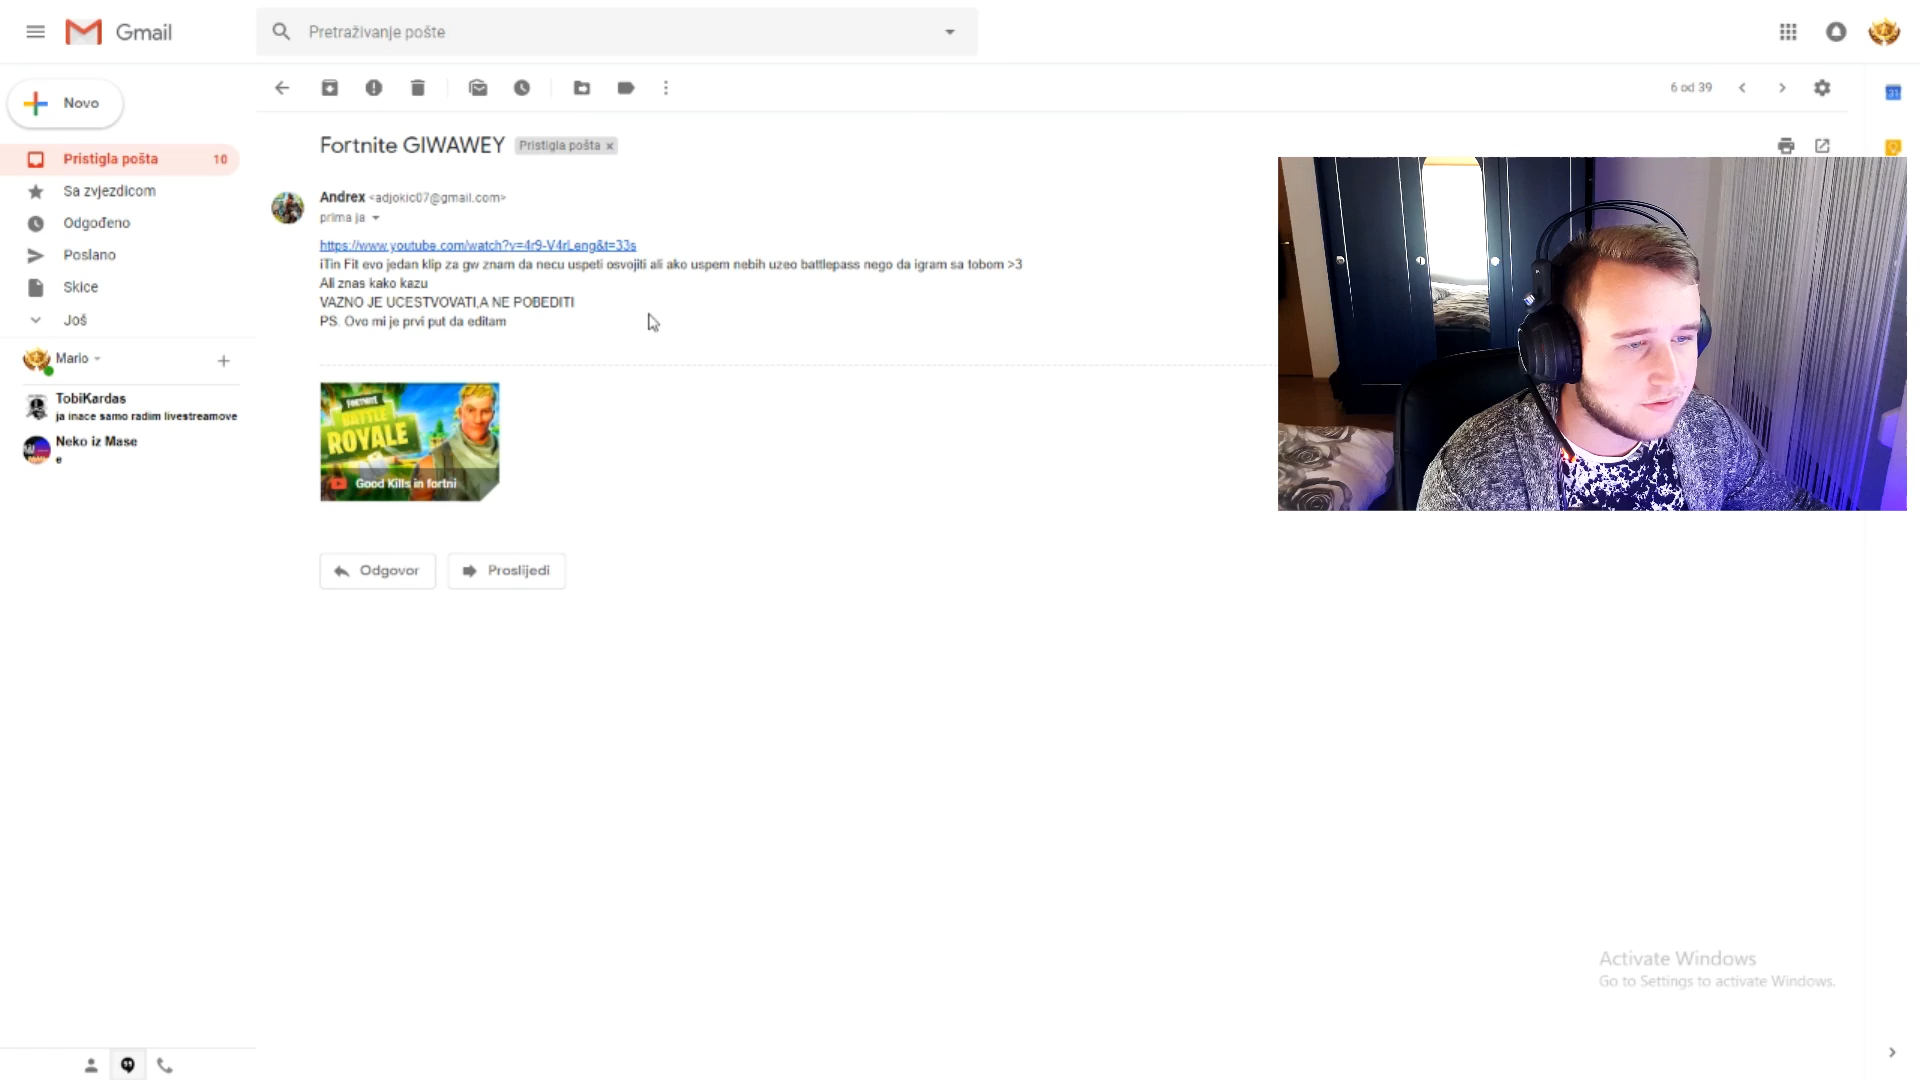 Gmail
Pretraživanje pošte
Novo
6 od 39
Fortnite GIWAWEY
Pristigla pošta x
Pristigla pošta 10
Sa zvjezdicom
Odgođeno
Poslano
Skice
Još
Mario
TobiKardas
ja inace samo radim livestreamove
Neko iz Mase
e
Andrex <adjokic07@gmail.com>
prima ja
https://www.youtube.com/watch?v=4r9-V4rLeng&t=33s
iTin Fit evo jedan klip za gw znam da necu uspeti osvojiti ali ako uspem nebih uzeo battlepass nego da igram sa tobom >3
Ali znas kako kazu
VAZNO JE UCESTVOVATI,A NE POBEDITI
PS. Ovo mi je prvi put da editam
FORTNITE
BATTLE
ROYALE
Good Kills in fortni
Odgovor
Proslijedi
Activate Windows
Go to Settings to activate Windows.
31